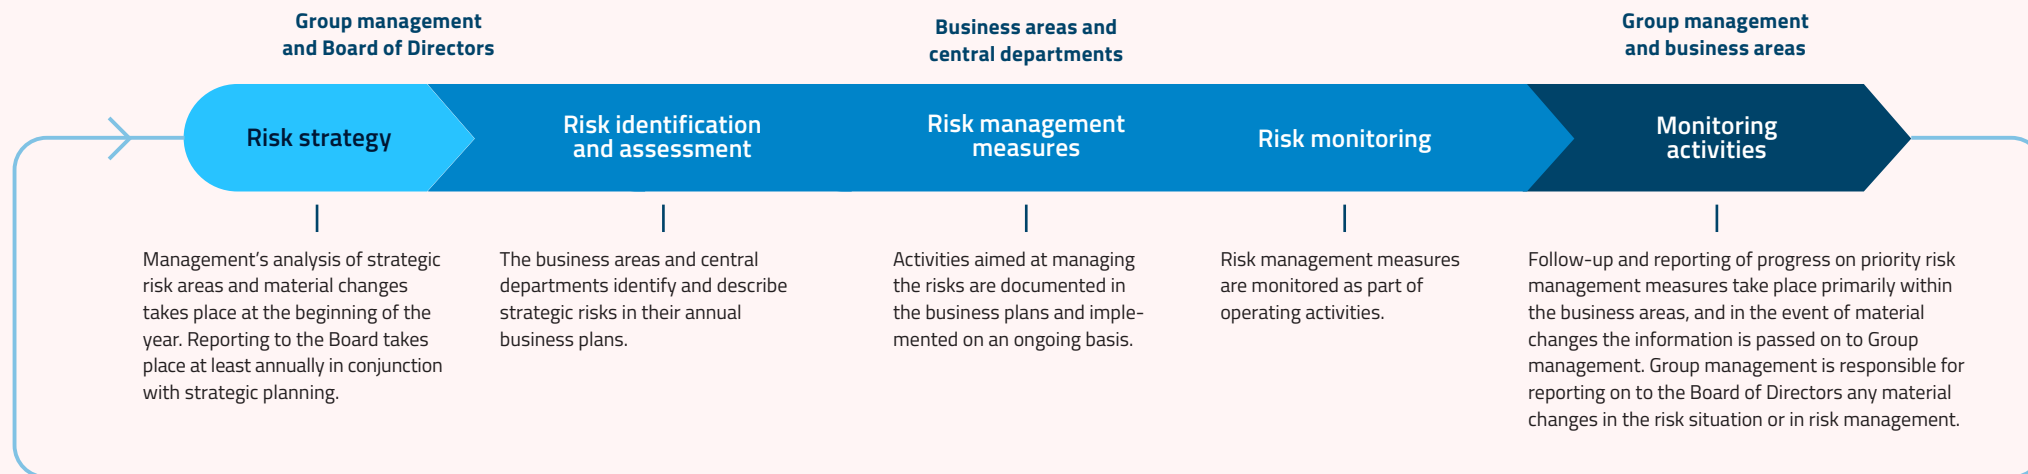 Group management
and Board of Directors
Business areas and
central departments
Group management
and business areas
Risk strategy
Risk identification
and assessment
Risk management
measures
Risk monitoring
Monitoring
activities
Management’s analysis of strategic
risk areas and material changes
takes place at the beginning of the
year. Reporting to the Board takes
place at least annually in conjunction
with strategic planning.
The business areas and central
departments identify and describe
strategic risks in their annual
business plans.
Activities aimed at managing
the risks are documented in
the business plans and imple-
mented on an ongoing basis.
Risk management measures
are monitored as part of
operating activities.
Follow-up and reporting of progress on priority risk
management measures take place primarily within
the business areas, and in the event of material
changes the information is passed on to Group
management. Group management is responsible for
reporting on to the Board of Directors any material
changes in the risk situation or in risk management.